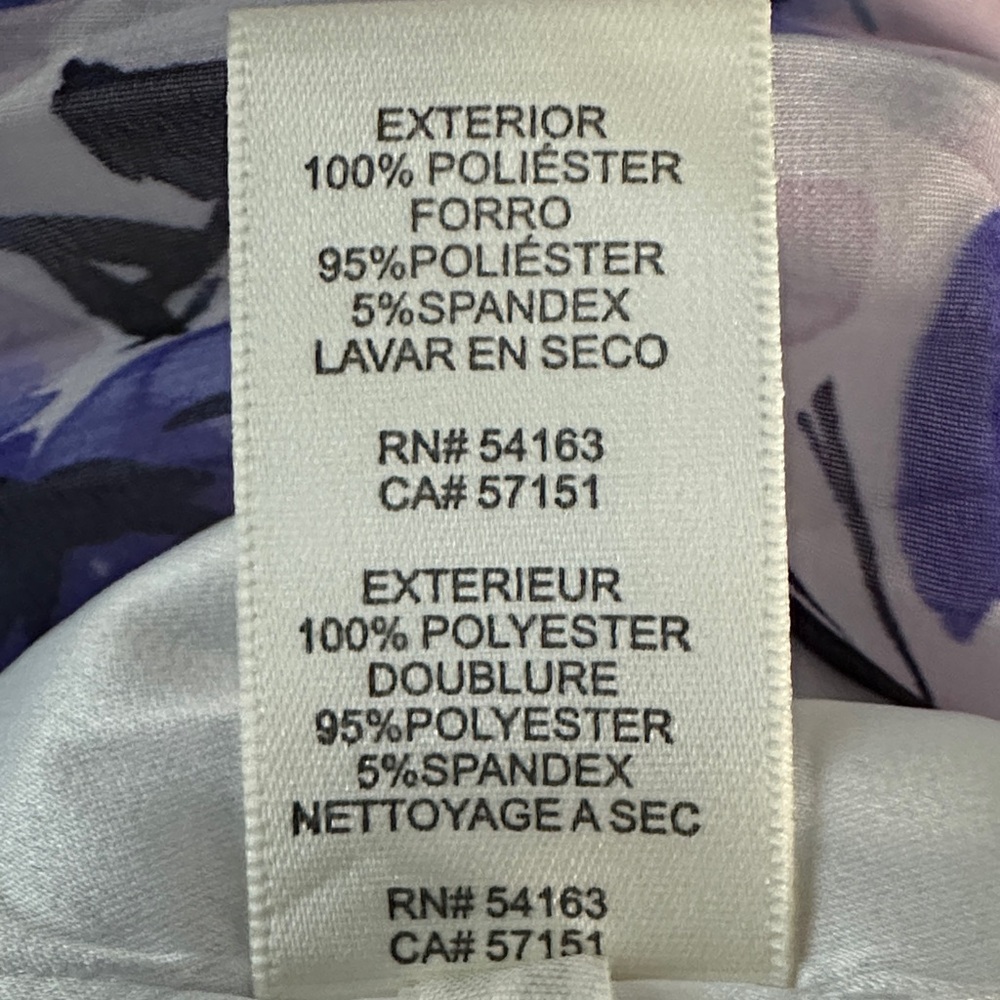 EXTERIOR
100% POLIÉSTER
FORRO
95%POLIÉSTER
5%SPANDEX
LAVAR EN SECO
RN# 54163
CA# 57151
EXTERIEUR
100% POLYESTER
DOUBLURE
95%POLYESTER
5%SPANDEX
NETTOYAGE A SEC
RN# 54163
CA# 57151